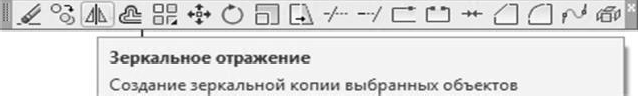 Зеркальное отражение
Создание зеркальной копии выбранных объектов